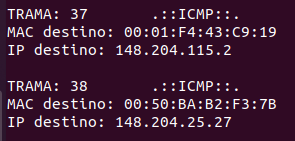 TRAMA: 37 .::ICMP::.
MAC destino: 00:01:F4:43:C9:19
IP destino: 148.204.115.2
TRAMA: 38 .::ICMP::.
MAC destino: 00:50:BA:B2:F3:7B
IP destino: 148.204.25.27